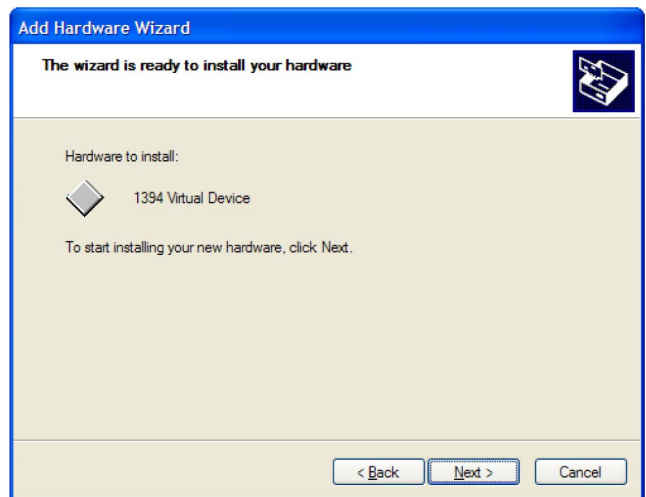 Add Hardware Wizard
The wizard is ready to install your hardware
Hardware to install:
1394 Virtual Device
To start installing your new hardware, click Next.
< Back Next > Cancel